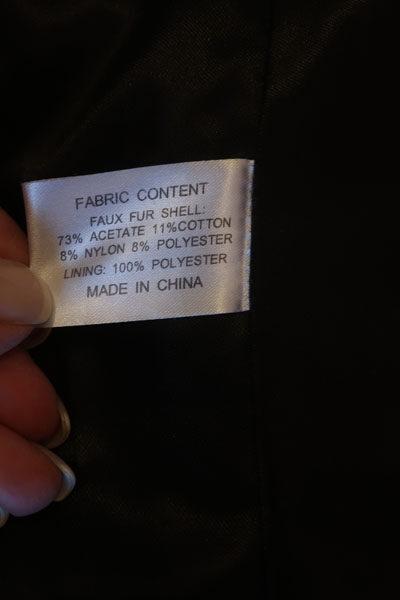 FABRIC CONTENT
FAUX FUR SHELL:
73% ACETATE 11%COTTON
8% NYLON 8% POLYESTER
LINING: 100% POLYESTER
MADE IN CHINA